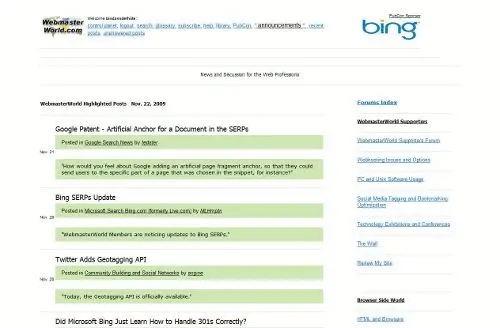 Webmaster
World.com
Welcome
control panel, logout, search, glossary, subscribe, help, library, PubCon, "announcements", recent
posts, unanswered posts
PubCon Sponsor
bing
News and Discussion for the Web Professional
WebmasterWorld Highlighted Posts Nov. 22, 2009
Google Patent - Artificial Anchor for a Document in the SERPs
Posted in Google Search News by tedster
Nov. 21
"How would you feel about Google adding an artificial page fragment anchor, so that they could
send users to the specific part of a page that was chosen in the snippet, for instance?"
Bing SERPs Update
Posted in Microsoft Search Bing.com (formerly Live.com) by
Nov. 20
"WebmasterWorld Members are noticing updates to Bing SERPs."
Twitter Adds Geotagging API
Posted in Community Building and Social Networks by engine
Nov. 20
"Today, the Geotagging API is officially available."
Did Microsoft Bing Just Learn How to Handle 301s Correctly?
Forums Index
WebmasterWorld Supporters
WebmasterWorld Supporters Forum
Webmastering Issues and Options
PC and Unix Software Usage
Social Media Tagging and Bookmarking
Optimization
Technology Exhibitions and Conferences
The Wall
Review My Site
Browser Side World
HTML and Browsers